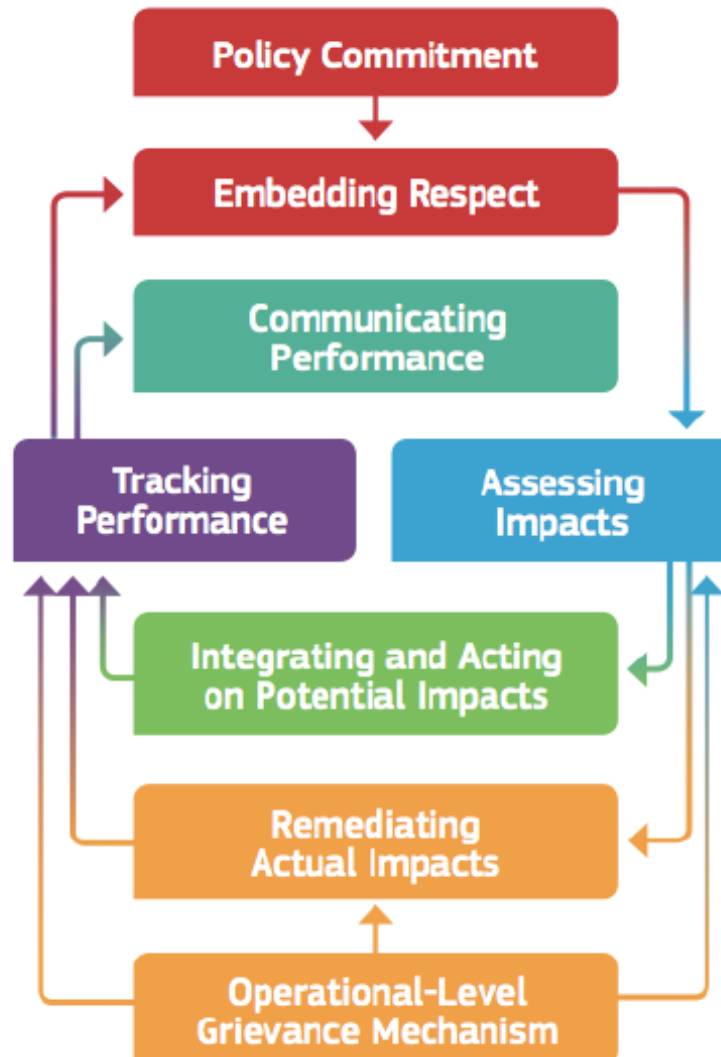 Policy Commitment
Embedding Respect
Communicating
Performance
Tracking
Performance
Assessing
Impacts
Integrating and Acting
on Potential Impacts
Remediating
Actual Impacts
Operational-Level
Grievance Mechanism